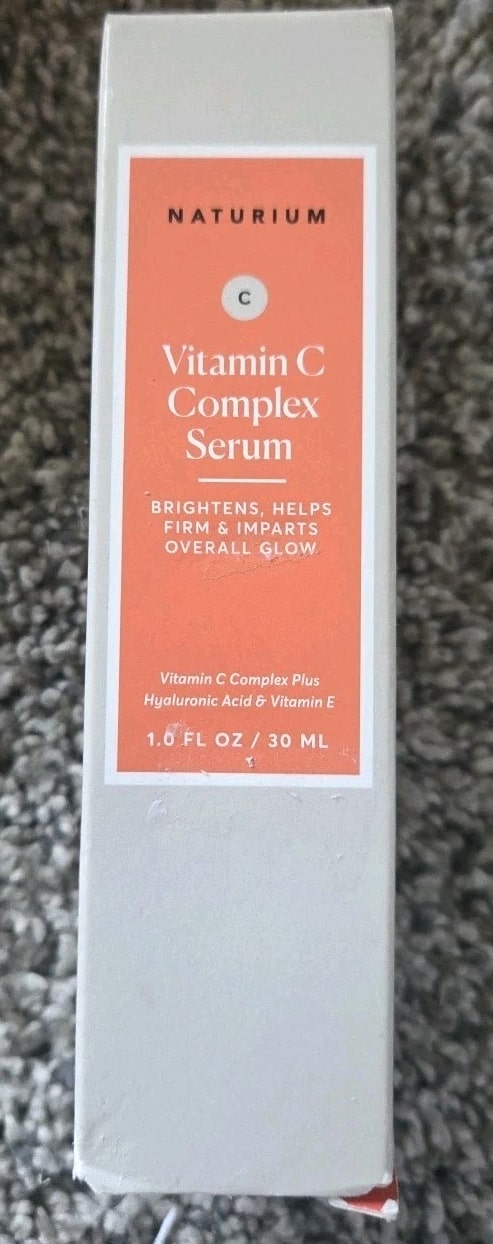 NATURIUM
C
Vitamin C
Complex
Serum
BRIGHTENS, HELPS
FIRM & IMPARTS
OVERALL GLOW
Vitamin C Complex Plus
Hyaluronic Acid & Vitamin E
1.0 FL OZ / 30 ML